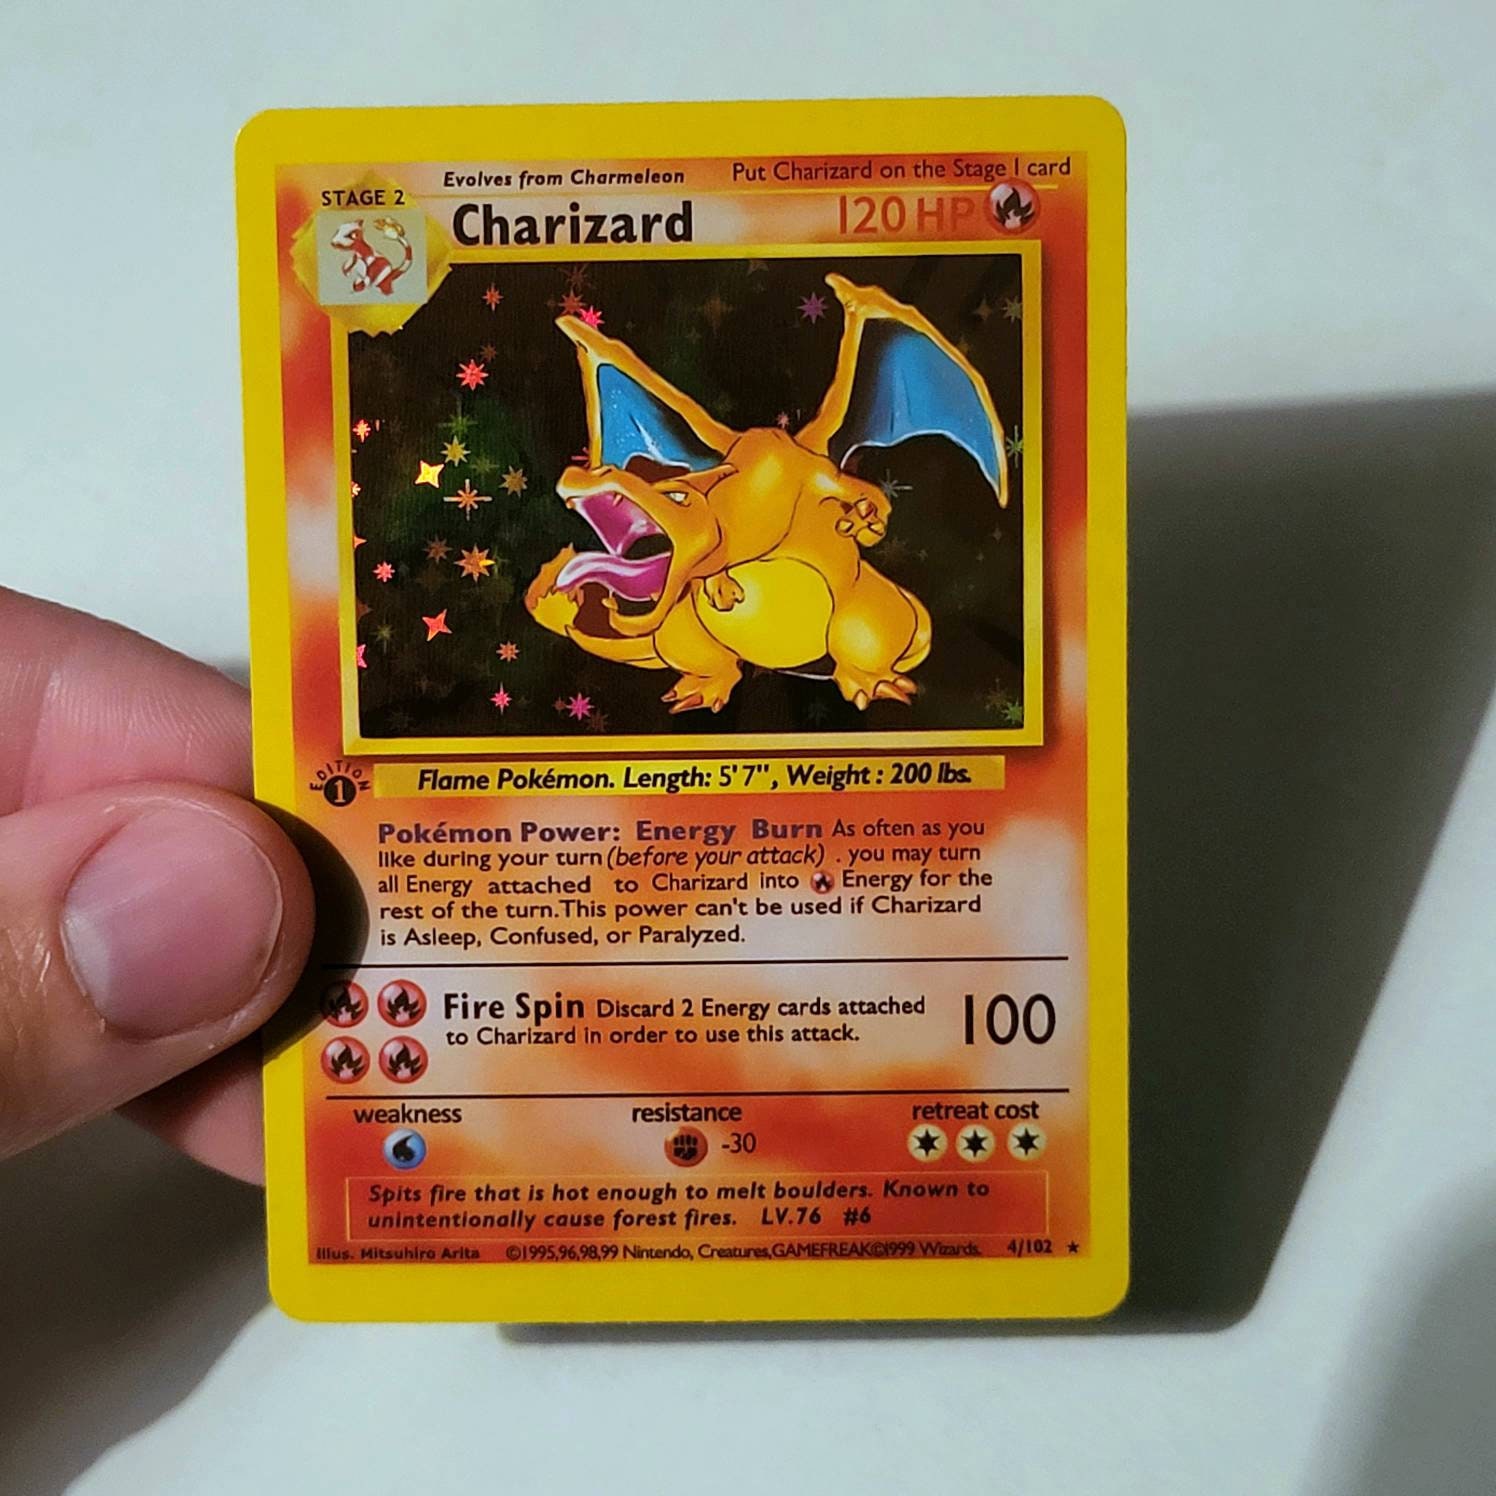 Evolves from Charmeleon Put Charizard on the Stage 1 card
STAGE 2
Charizard 120 HP
EDITION 1
Flame Pokémon. Length: 5'7", Weight: 200 lbs.
Pokémon Power: Energy Burn As often as you
like during your turn (before your attack) . you may turn
all Energy attached to Charizard into Energy for the
rest of the turn.This power can't be used if Charizard
is Asleep, Confused, or Paralyzed.
Fire Spin Discard 2 Energy cards attached
to Charizard in order to use this attack. 100
weakness resistance retreat cost
-30
Spits fire that is hot enough to melt boulders. Known to
unintentionally cause forest fires. LV.76 #6
Illus. Mitsuhiro Arita ©1995,96,98,99 Nintendo, Creatures,GAMEFREAK©1999 Wizards. 4/102 ★